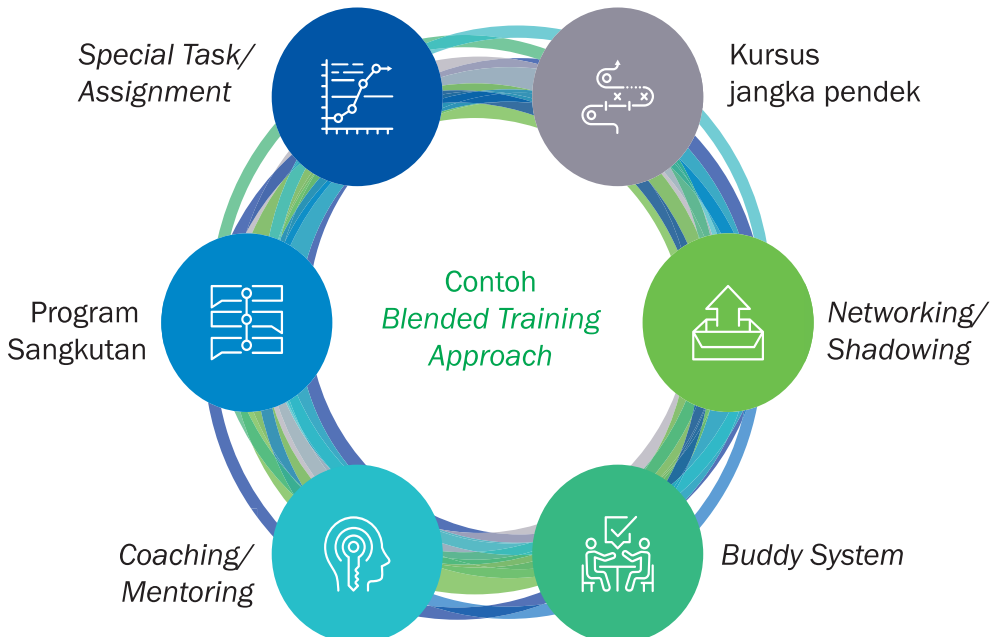 Special Task/
Assignment
Kursus
jangka pendek
Program
Sangkutan
Contoh
Blended Training
Approach
Networking/
Shadowing
Coaching/
Mentoring
Buddy System